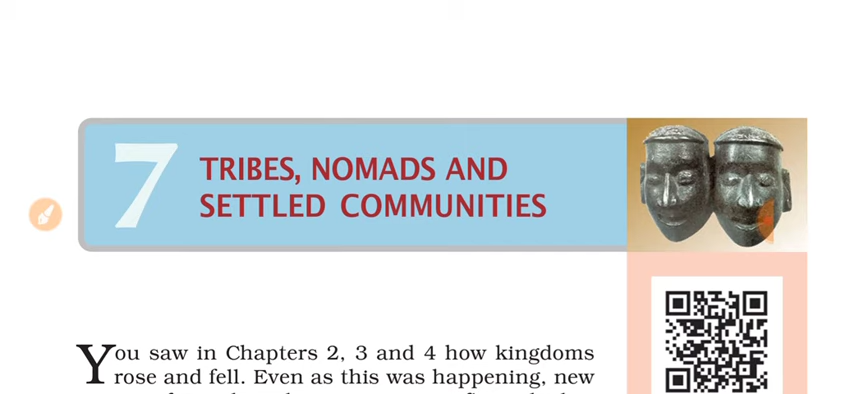 7
TRIBES, NOMADS AND
SETTLED COMMUNITIES
You saw in Chapters 2, 3 and 4 how kingdoms
rose and fell. Even as this was happening, new